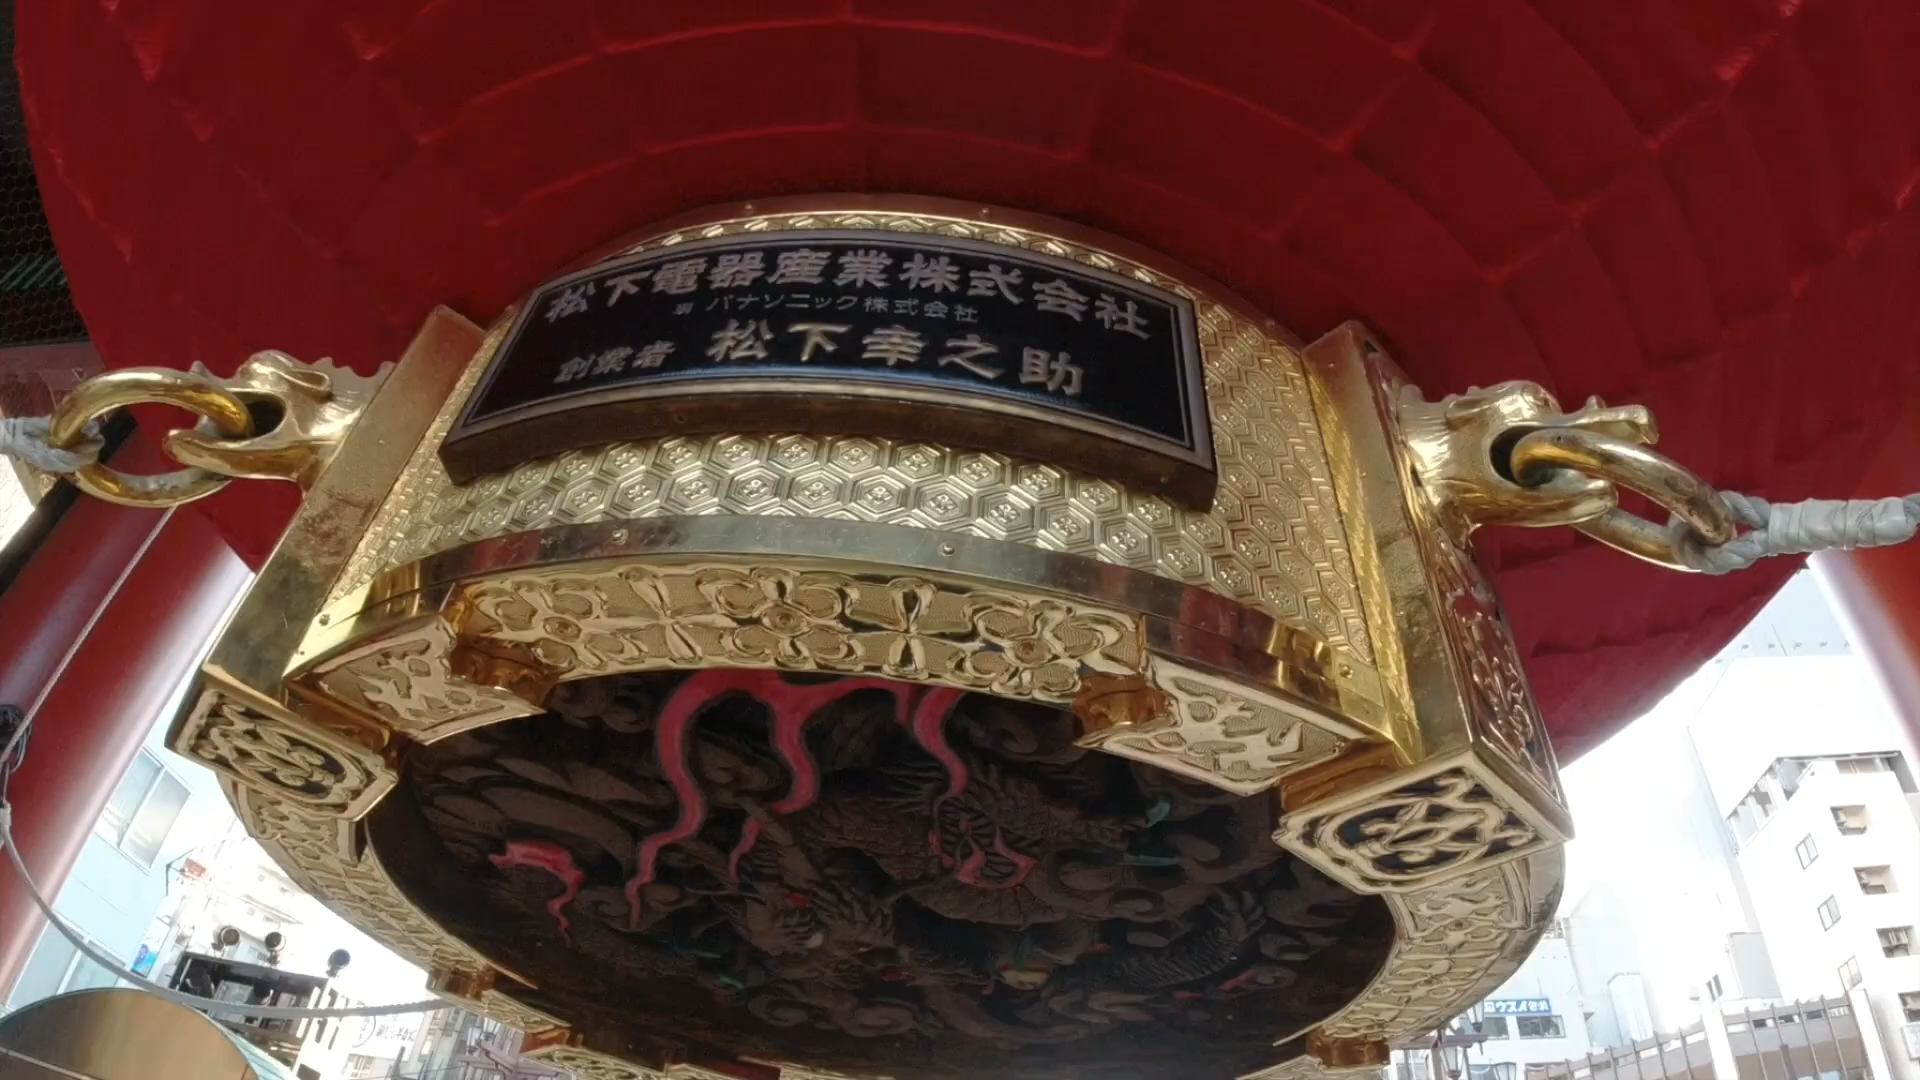 松下電器産業株式会社
現 パナソニック株式会社
創業者 松下幸之助